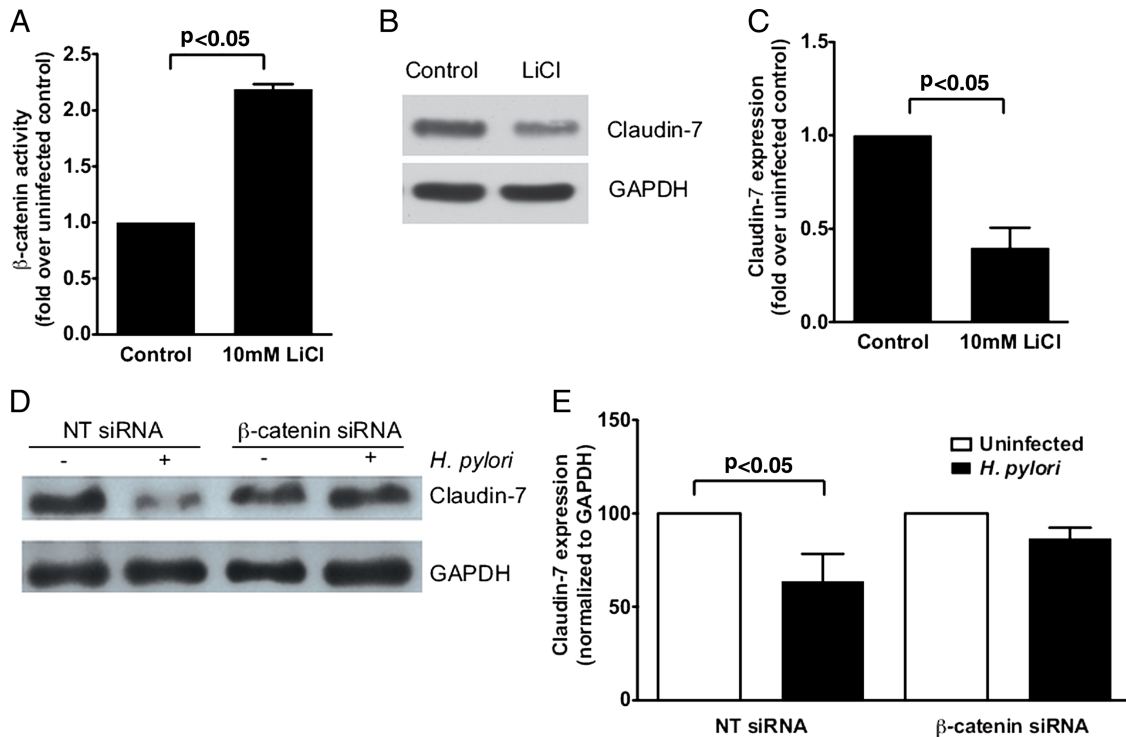 A
p<0.05
β-catenin activity
(fold over uninfected control)
2.5
2.0
1.5
1.0
0.5
0.0
Control 10mM LiCl
B
Control LiCl
Claudin-7
GAPDH
C
p<0.05
Claudin-7 expression
(fold over uninfected control)
1.5
1.0
0.5
0.0
Control 10mM LiCl
D
NT siRNA β-catenin siRNA
- + - + H. pylori
Claudin-7
GAPDH
E
Claudin-7 expression
(normalized to GAPDH)
150
100
50
0
p<0.05
Uninfected
H. pylori
NT siRNA β-catenin siRNA